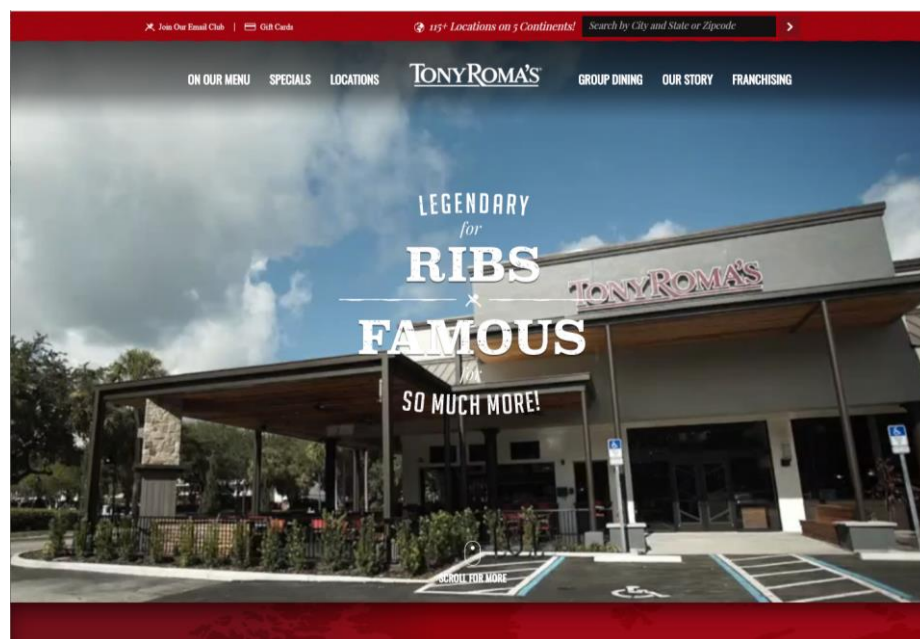 Join Our Email Club | Gift Cards
115+ Locations on 5 Continents!
Search by City and State or Zipcode
ON OUR MENU SPECIALS LOCATIONS TONY ROMA'S GROUP DINING OUR STORY FRANCHISING
LEGENDARY
for
RIBS
TONY ROMA'S
FAMOUS
for
SO MUCH MORE!
SCROLL FOR MORE